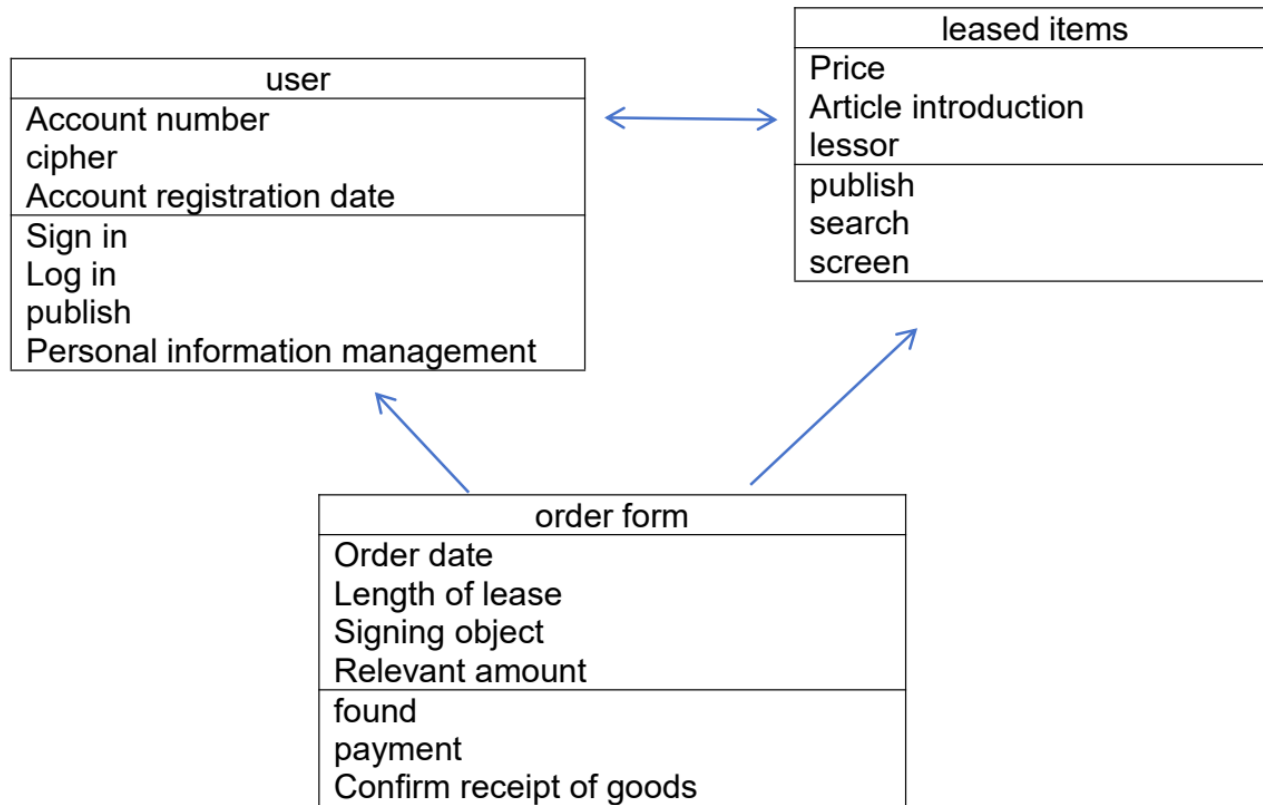 user
Account number
cipher
Account registration date
Sign in
Log in
publish
Personal information management
leased items
Price
Article introduction
lessor
publish
search
screen
order form
Order date
Length of lease
Signing object
Relevant amount
found
payment
Confirm receipt of goods